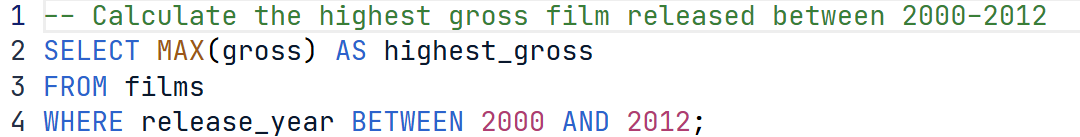 1 -- Calculate the highest gross film released between 2000-2012
2 SELECT MAX(gross) AS highest_gross
3 FROM films
4 WHERE release_year BETWEEN 2000 AND 2012;